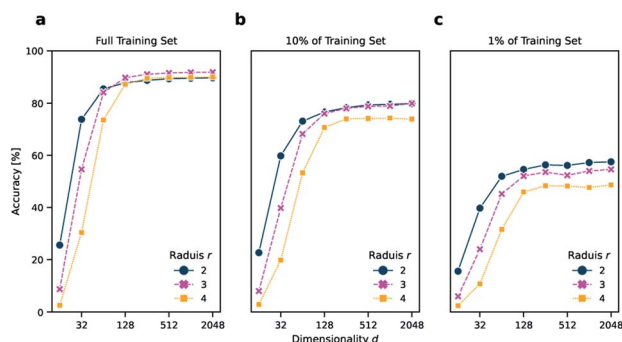 a
Full Training Set
b
10% of Training Set
c
1% of Training Set
Accuracy [%]
100
80
60
40
20
0
Raduis r
2
3
4
32
128
512
2048
Raduis r
2
3
4
32
128
512
2048
Raduis r
2
3
4
32
128
512
2048
Dimensionality d